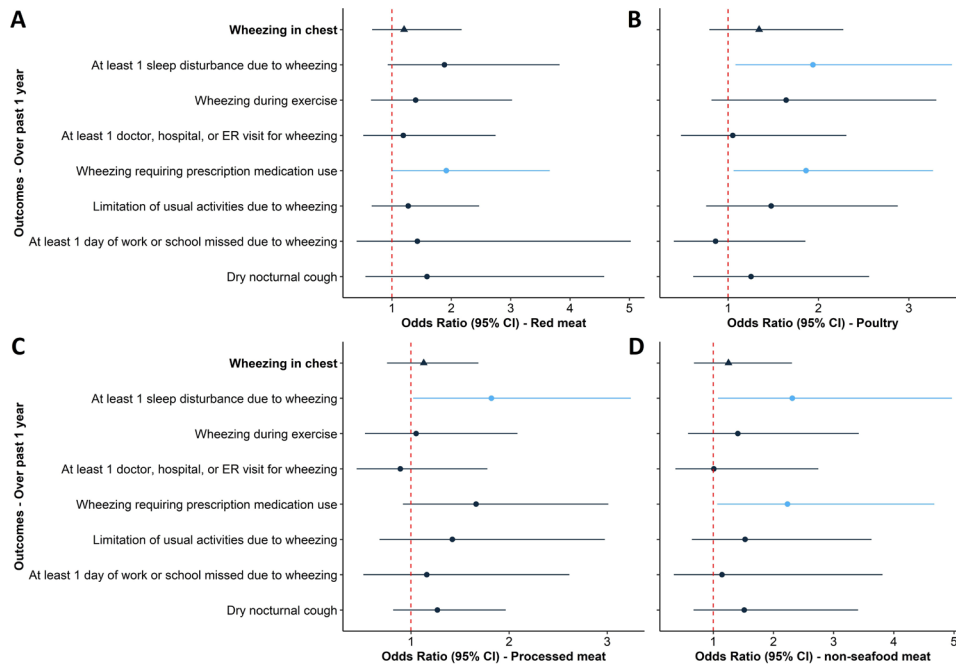 A
B
Wheezing in chest
At least 1 sleep disturbance due to wheezing
Wheezing during exercise
At least 1 doctor, hospital, or ER visit for wheezing
Wheezing requiring prescription medication use
Limitation of usual activities due to wheezing
At least 1 day of work or school missed due to wheezing
Dry nocturnal cough
Outcomes - Over past 1 year
1 2 3 4 5
Odds Ratio (95% CI) - Red meat
1 2 3
Odds Ratio (95% CI) - Poultry
C
D
Wheezing in chest
At least 1 sleep disturbance due to wheezing
Wheezing during exercise
At least 1 doctor, hospital, or ER visit for wheezing
Wheezing requiring prescription medication use
Limitation of usual activities due to wheezing
At least 1 day of work or school missed due to wheezing
Dry nocturnal cough
Outcomes - Over past 1 year
1 2 3
Odds Ratio (95% CI) - Processed meat
1 2 3 4 5
Odds Ratio (95% CI) - non-seafood meat